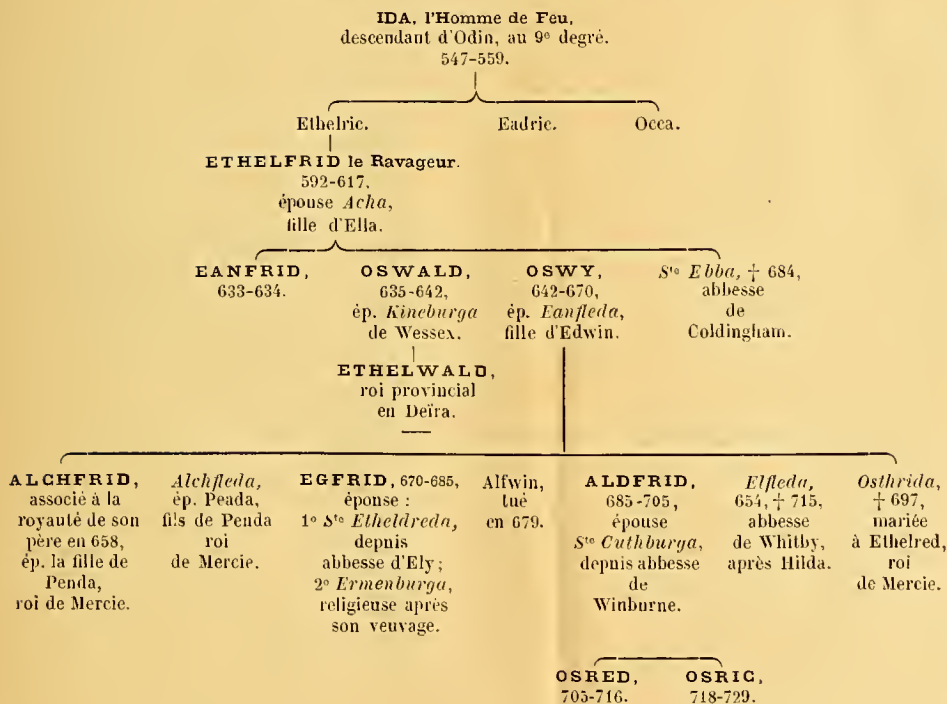 IDA, l'Homme de Feu,
descendant d'Odin, au 9e degré.
547-559.
Ethelric. Eadric. Occa.
ETHELFRID le Ravageur.
592-617.
épouse Acha,
fille d'Ella.
EANFRID,
633-634.
OSWALD,
635-642,
ép. Kineburga
de Wessex.
OSWY,
642-670,
ép. Eanfleda,
fille d'Edwin.
Ste Ebba, † 684,
abbesse
de
Coldingham.
ETHELWALD,
roi provincial
en Deïra.
ALCHFRID,
associé à la
royauté de son
père en 658,
ép. la fille de
Penda,
roi de Mercie.
Alchfleda,
ép. Peada,
fils de Penda
roi
de Mercie.
EGFRID, 670-685,
épouse :
1o Ste Etheldreda,
depuis
abbesse d'Ely;
2o Ermenburga,
religieuse après
son veuvage.
Alfwin,
tué
en 679.
ALDFRID,
685-705,
épouse
Ste Cuthburga,
depuis abbesse
de
Winburne.
Elfleda,
654, † 715,
abbesse
de Whitby,
après Hilda.
Osthrida,
† 697,
mariée
à Ethelred,
roi
de Mercie.
OSRED,
705-716.
OSRIC,
718-729.